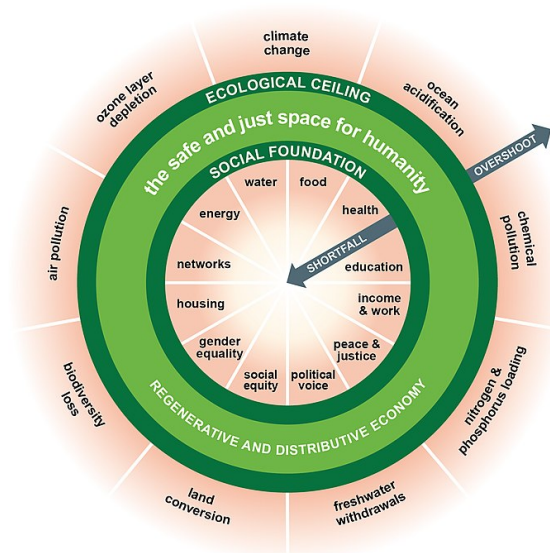 climate
change
ozone layer
depletion
ocean
acidification
ECOLOGICAL CEILING
the safe and just space for humanity
OVERSHOOT
SOCIAL FOUNDATION
water
food
energy
health
SHORTFALL
air pollution
chemical
pollution
networks
education
housing
income
& work
gender
equality
peace &
justice
social
equity
political
voice
biodiversity
loss
REGENERATIVE AND DISTRIBUTIVE ECONOMY
nitrogen &
phosphorus loading
land
conversion
freshwater
withdrawals